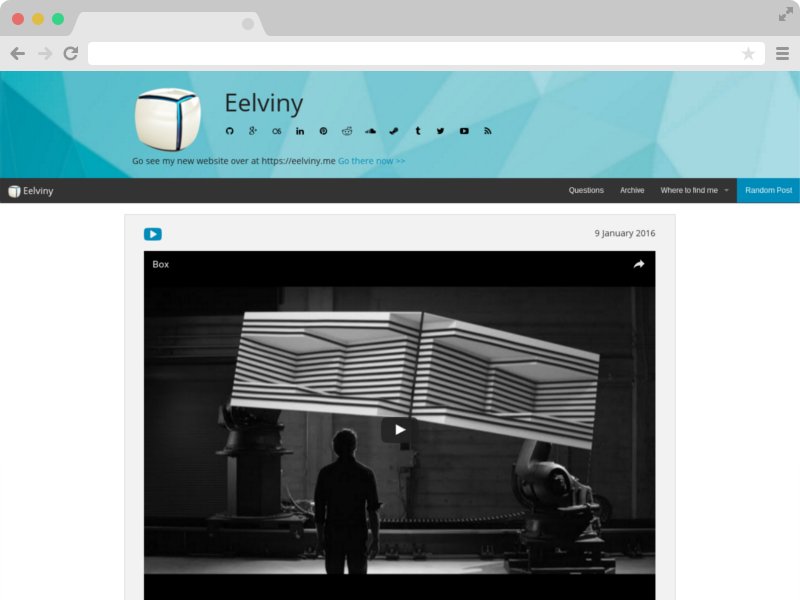 Eelviny
Go see my new website over at https://eelviny.me Go there now >>
Eelviny
Questions
Archive
Where to find me
Random Post
9 January 2016
Box